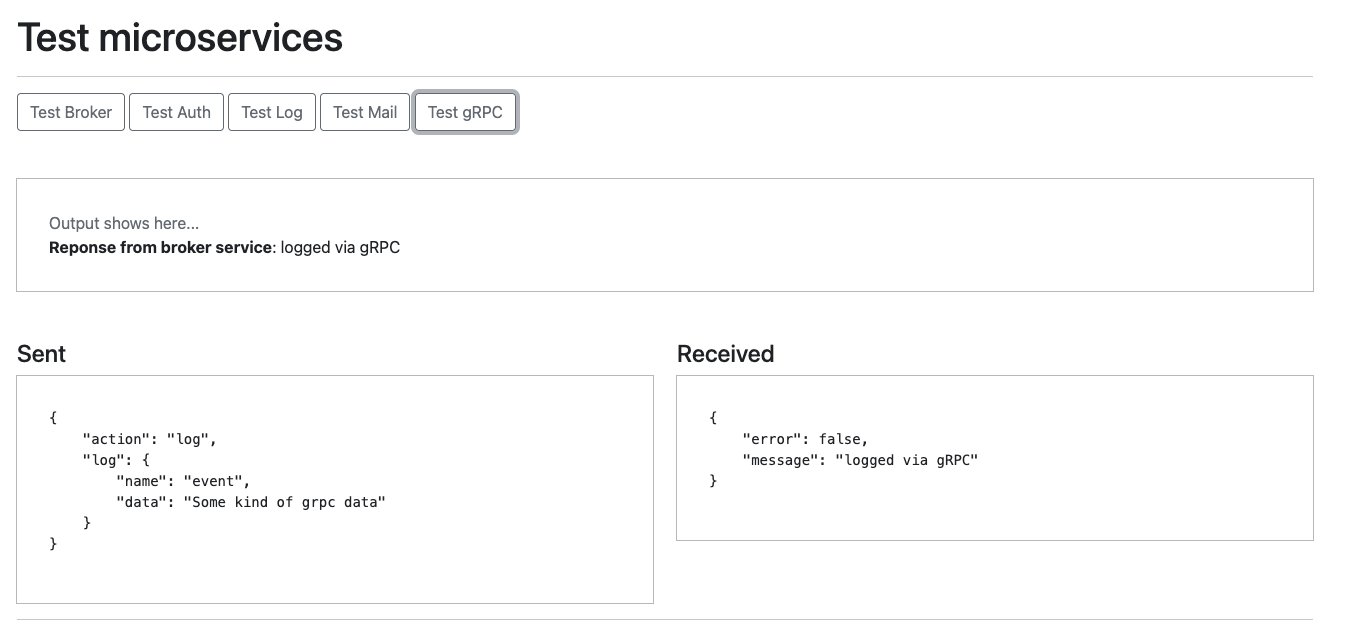 Test microservices
Test Broker Test Auth Test Log Test Mail Test gRPC
Output shows here...
Reponse from broker service: logged via gRPC
Sent
{
    "action": "log",
    "log": {
        "name": "event",
        "data": "Some kind of grpc data"
    }
}
Received
{
    "error": false,
    "message": "logged via gRPC"
}